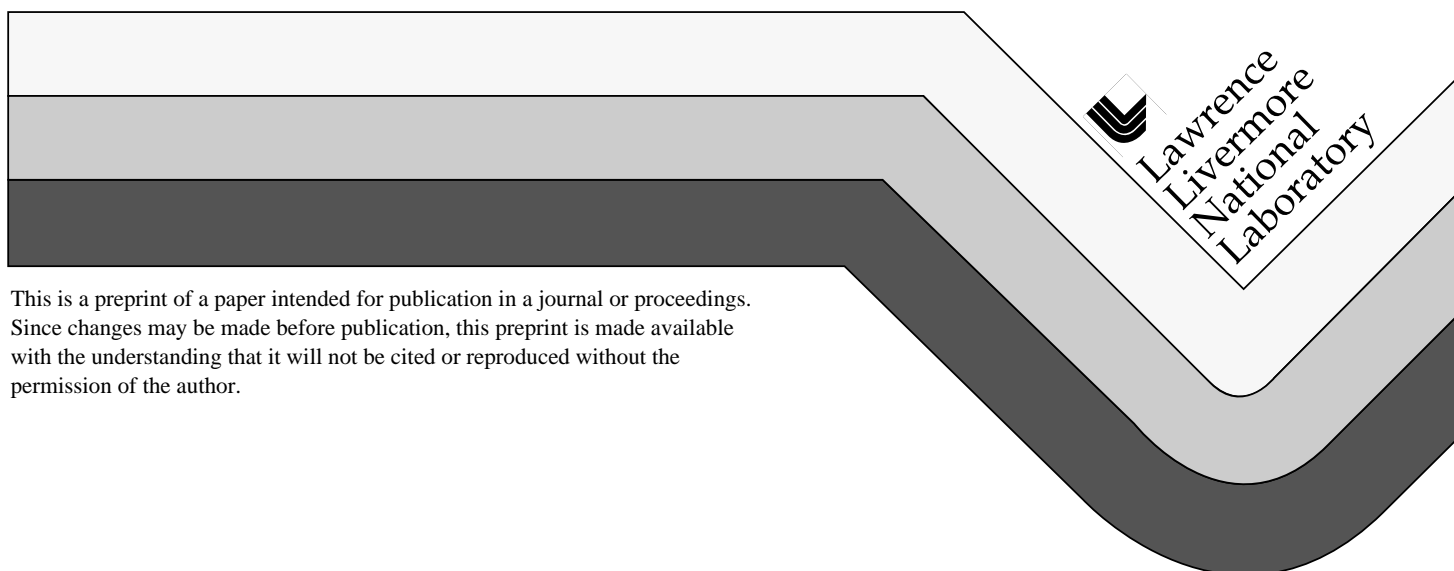 Lawrence
Livermore
National
Laboratory
This is a preprint of a paper intended for publication in a journal or proceedings.
Since changes may be made before publication, this preprint is made available
with the understanding that it will not be cited or reproduced without the
permission of the author.